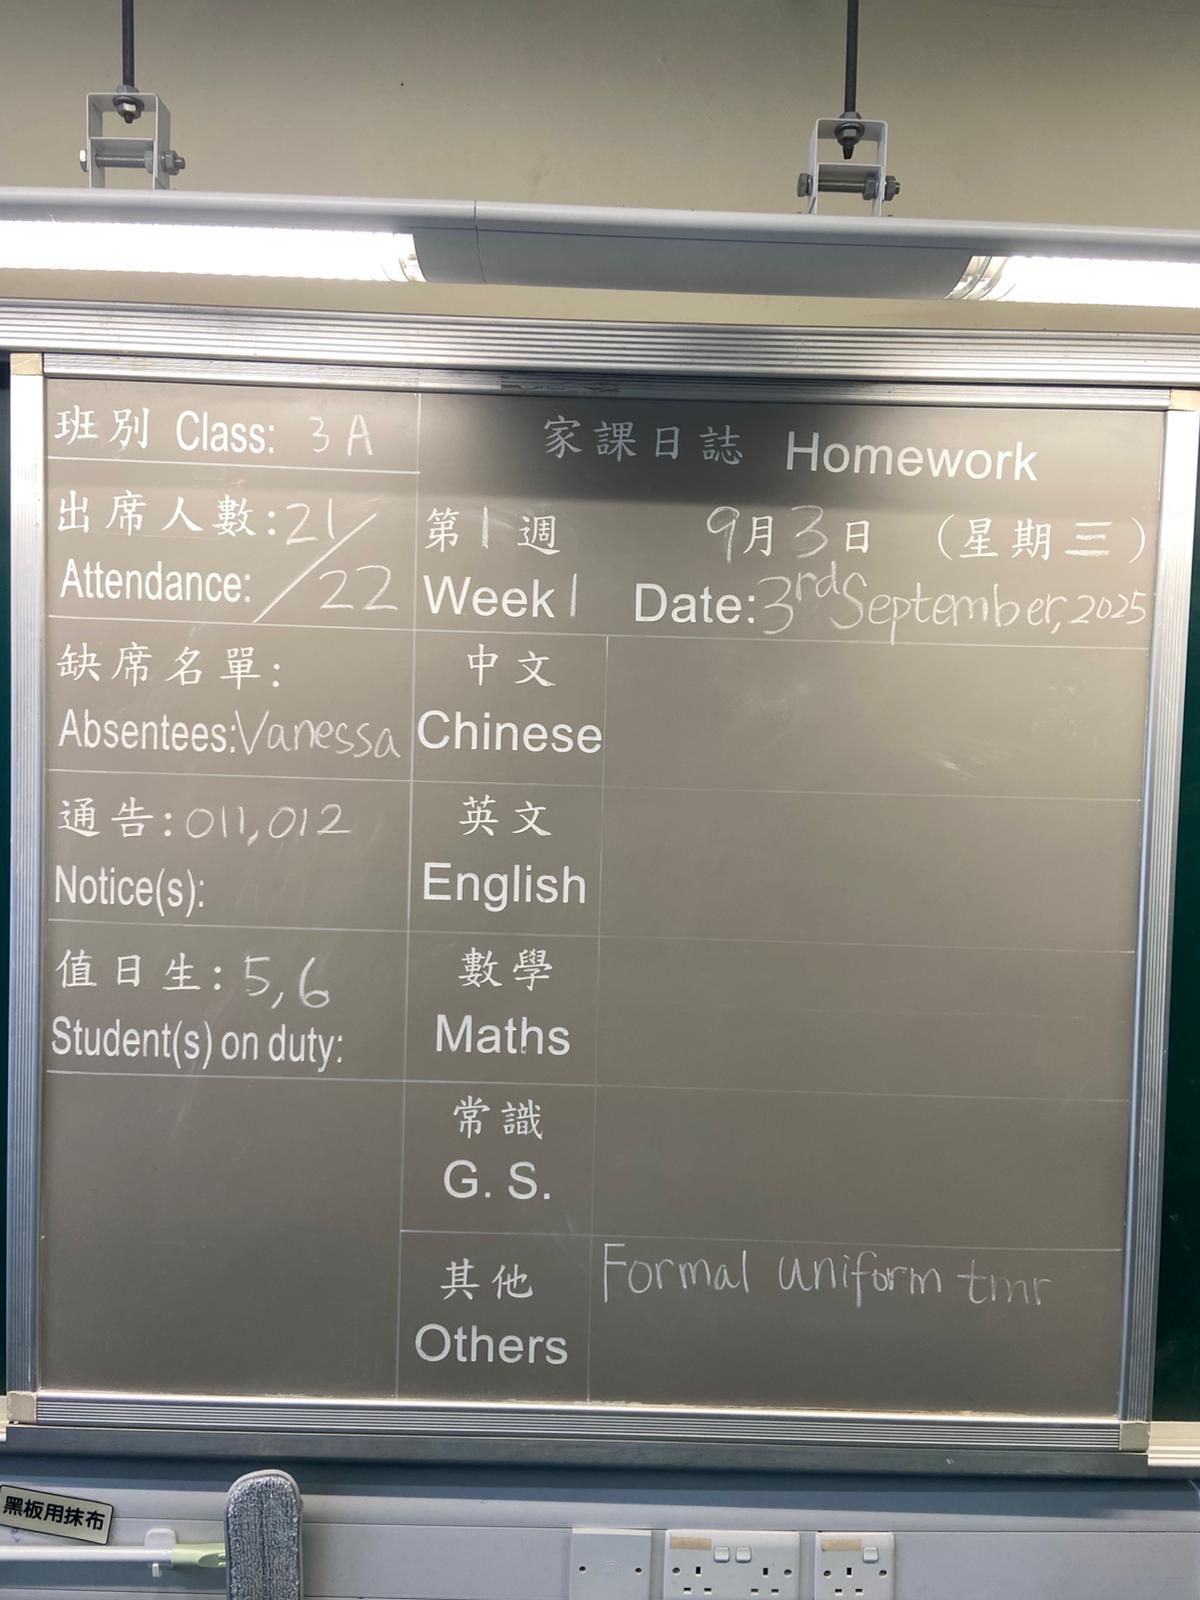 班別 Class: 3A
出席人數:21/22
Attendance:
缺席名單:
Absentees:Vanessa
通告:011,012
Notice(s):
值日生:5,6
Student(s) on duty:
家課日誌 Homework
第1週 9月3日 (星期三)
Week1 Date:3rd September,2025
中文
Chinese
英文
English
數學
Maths
常識
G. S.
其他
Others
Formal uniform tmr
黑板用抹布